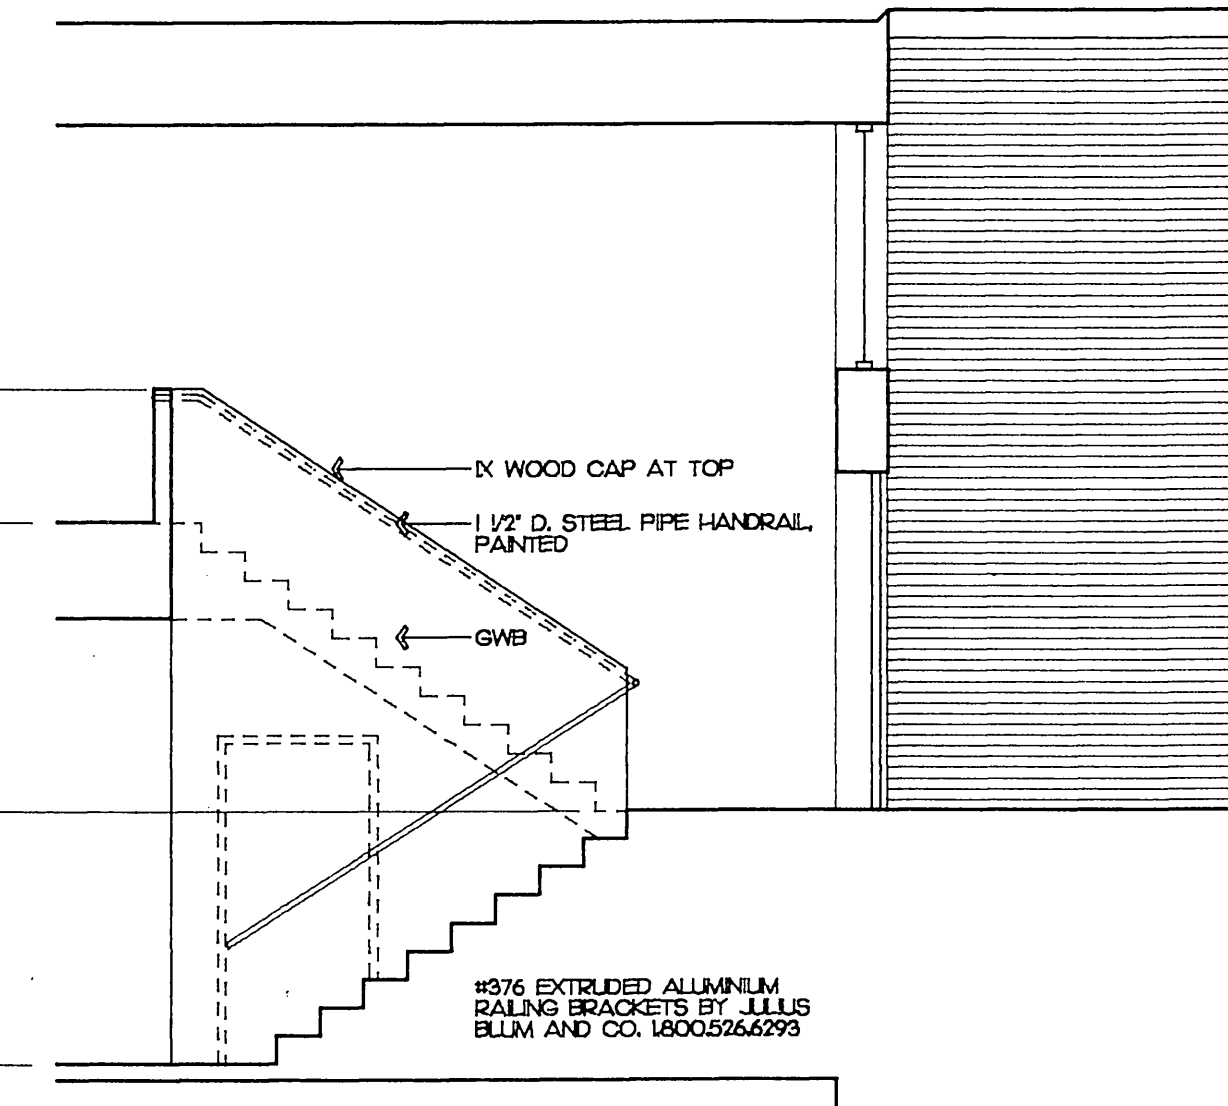 1X WOOD CAP AT TOP
1 1/2" D. STEEL PIPE HANDRAIL,
PAINTED
GWB
#376 EXTRUDED ALUMINIUM
RAILING BRACKETS BY JULIUS
BLUM AND CO. 1.800.526.6293